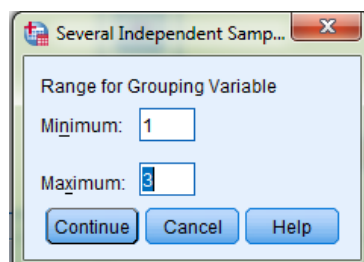 Several Independent Samp...
Range for Grouping Variable
Minimum: 1
Maximum: 3
Continue Cancel Help